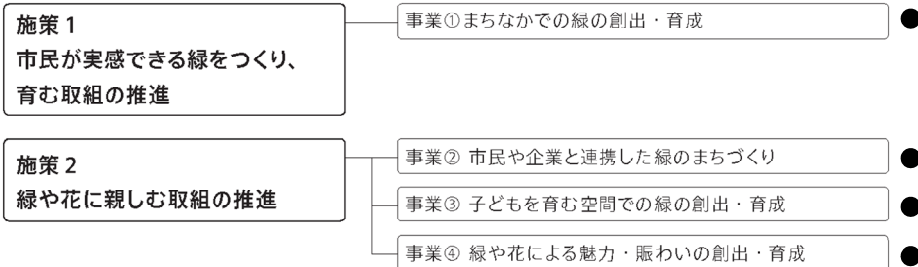 施策 1
市民が実感できる緑をつくり、
育む取組の推進
事業①まちなかでの緑の創出・育成
施策 2
緑や花に親しむ取組の推進
事業② 市民や企業と連携した緑のまちづくり
事業③ 子どもを育む空間での緑の創出・育成
事業④ 緑や花による魅力・賑わいの創出・育成